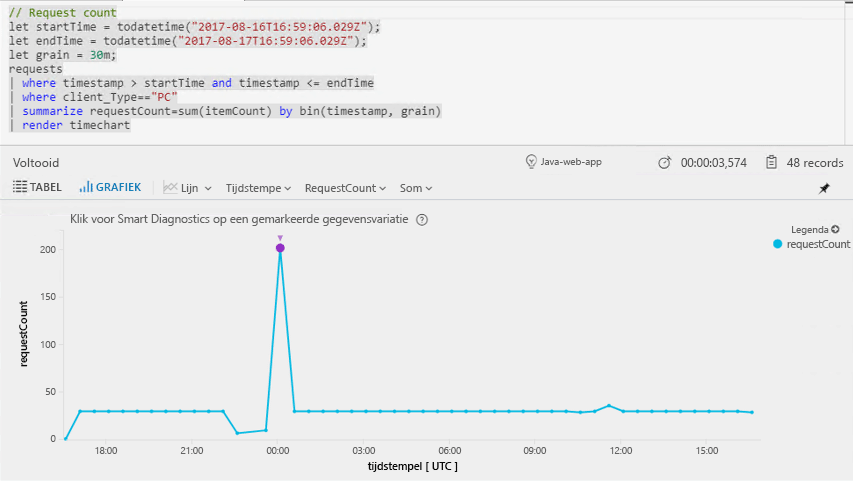 // Request count
let startTime = todatetime("2017-08-16T16:59:06.029Z");
let endTime = todatetime("2017-08-17T16:59:06.029Z");
let grain = 30m;
requests
| where timestamp > startTime and timestamp <= endTime
| where client_Type=="PC"
| summarize requestCount=sum(itemCount) by bin(timestamp, grain)
| render timechart
Voltooid Java-web-app 00:00:03,574 48 records
TABEL GRAFIEK Lijn Tijdstempe RequestCount Som
Klik voor Smart Diagnostics op een gemarkeerde gegevensvariatie ?
Legenda
requestCount
requestCount
200
150
100
50
0
18:00 21:00 00:00 03:00 06:00 09:00 12:00 15:00
tijdstempel [ UTC ]